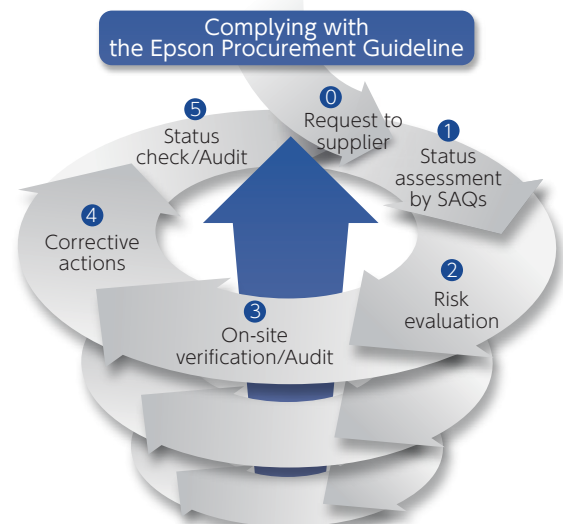 Complying with
the Epson Procurement Guideline
0
Request to
supplier
1
Status
assessment
by SAQs
2
Risk
evaluation
3
On-site
verification/Audit
4
Corrective
actions
5
Status
check/Audit